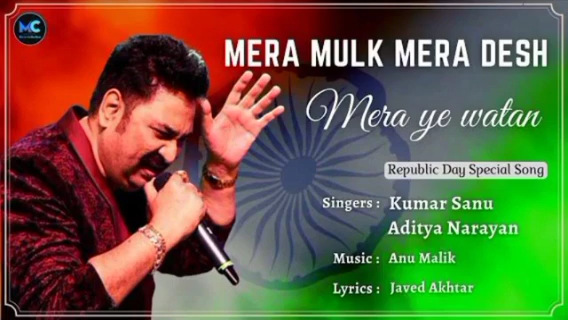 MC
MERA MULK MERA DESH
Mera ye watan
Republic Day Special Song
Singers : Kumar Sanu
Aditya Narayan
Music : Anu Malik
Lyrics : Javed Akhtar